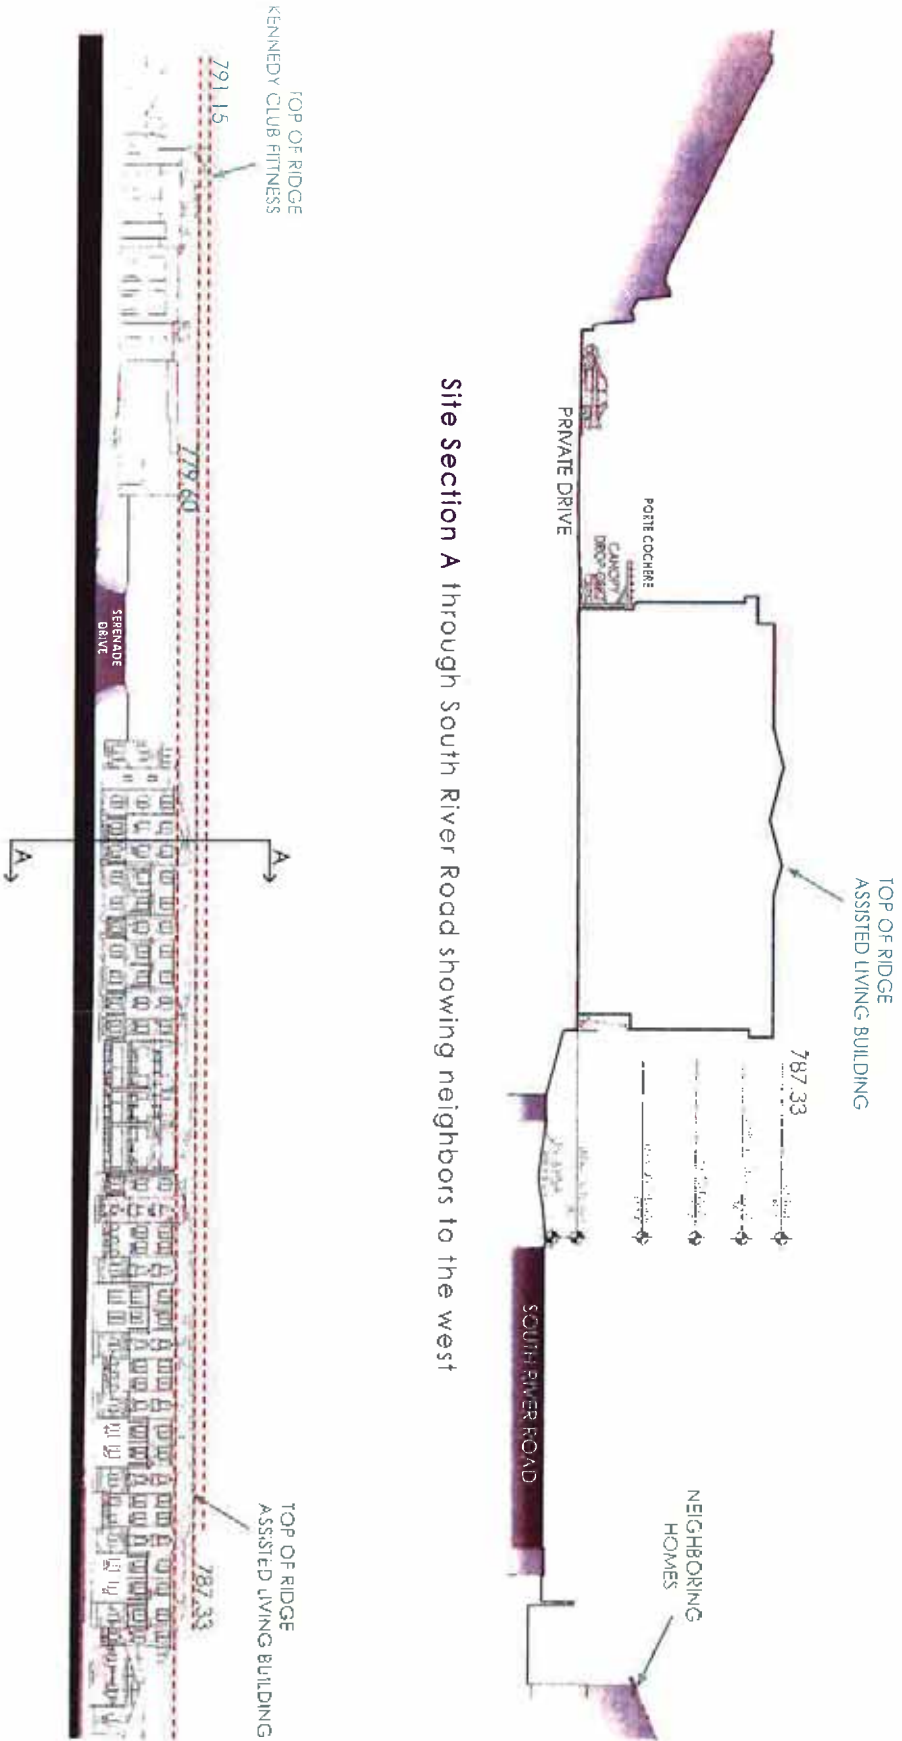 TOP OF RIDGE
ASSISTED LIVING BUILDING
787.33
PORTE COCHERE
CANOPY
DROP-OFF
PRIVATE DRIVE
SOUTH RIVER ROAD
NEIGHBORING
HOMES
Site Section A through South River Road showing neighbors to the west
TOP OF RIDGE
KENNEDY CLUB FITNESS
791.15
779.60
SERENADE
DRIVE
A
A
787.33
TOP OF RIDGE
ASSISTED LIVING BUILDING